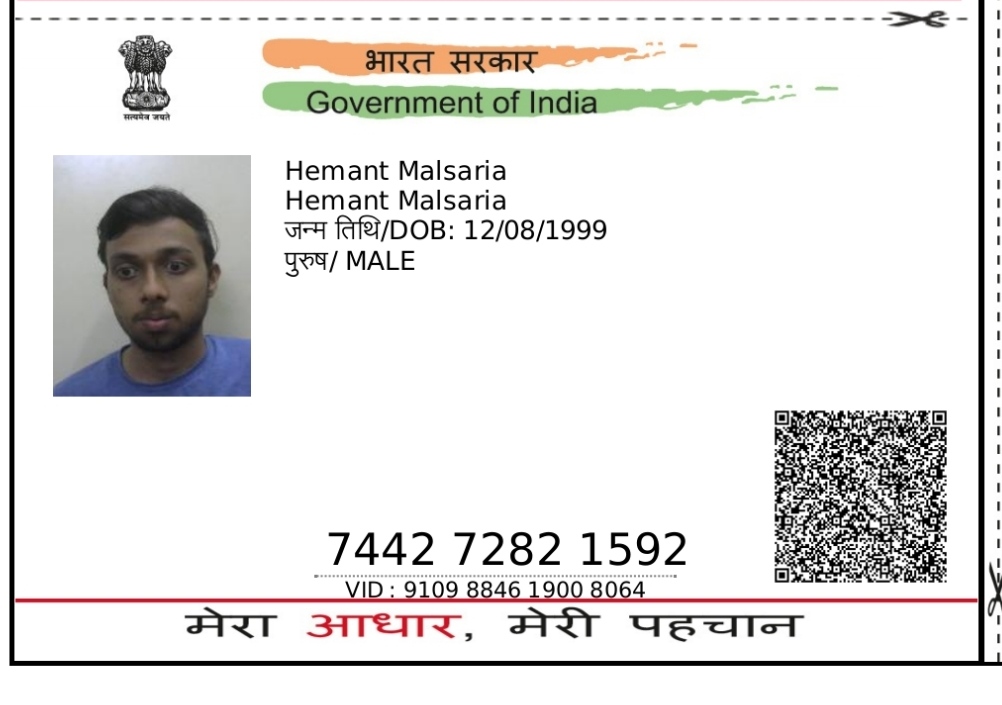 भारत सरकार
Government of India
सत्यमेव जयते
Hemant Malsaria
Hemant Malsaria
जन्म तिथि/DOB: 12/08/1999
पुरुष/ MALE
7442 7282 1592
VID : 9109 8846 1900 8064
मेरा आधार, मेरी पहचान